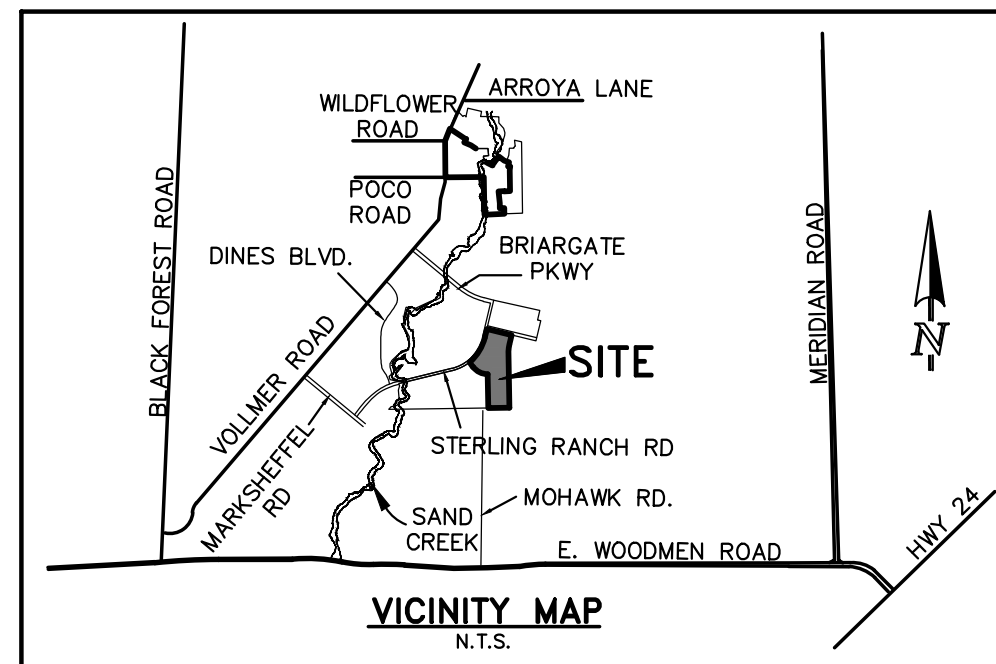 ARROYA LANE
WILDFLOWER
ROAD
POCO
ROAD
BLACK FOREST ROAD
DINES BLVD.
BRIARGATE
PKWY
MERIDIAN ROAD
N
VOLLMER ROAD
SITE
MARKSHEFFEL
RD
STERLING RANCH RD
MOHAWK RD.
SAND
CREEK
E. WOODMEN ROAD
HWY 24
VICINITY MAP
N.T.S.